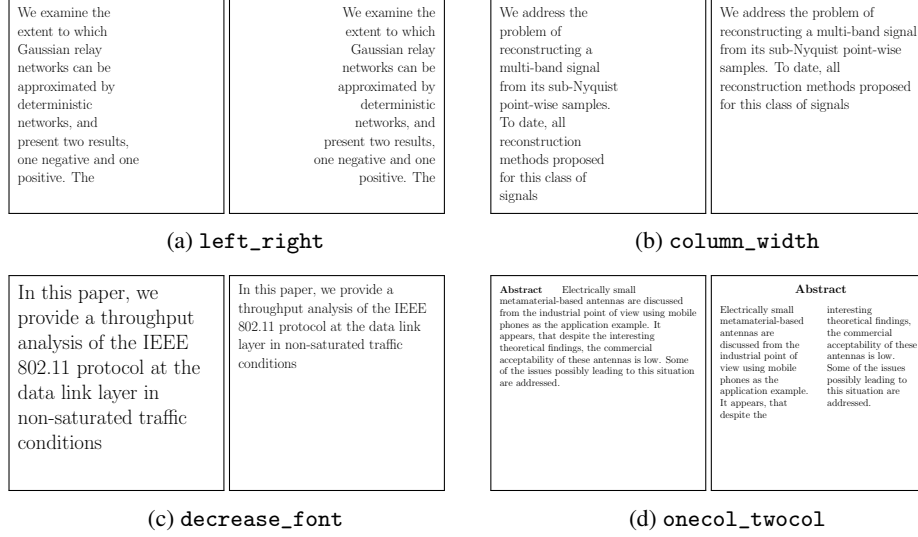 We examine the
extent to which
Gaussian relay
networks can be
approximated by
deterministic
networks, and
present two results,
one negative and one
positive. The
We examine the
extent to which
Gaussian relay
networks can be
approximated by
deterministic
networks, and
present two results,
one negative and one
positive. The
(a) left_right
We address the
problem of
reconstructing a
multi-band signal
from its sub-Nyquist
point-wise samples.
To date, all
reconstruction
methods proposed
for this class of
signals
We address the problem of
reconstructing a multi-band signal
from its sub-Nyquist point-wise
samples. To date, all
reconstruction methods proposed
for this class of signals
(b) column_width
In this paper, we
provide a throughput
analysis of the IEEE
802.11 protocol at the
data link layer in
non-saturated traffic
conditions
In this paper, we provide a
throughput analysis of the IEEE
802.11 protocol at the data link
layer in non-saturated traffic
conditions
(c) decrease_font
Abstract Electrically small
metamaterial-based antennas are discussed
from the industrial point of view using mobile
phones as the application example. It
appears, that despite the interesting
theoretical findings, the commercial
acceptability of these antennas is low. Some
of the issues possibly leading to this situation
are addressed.
Abstract
Electrically small
metamaterial-based
antennas are
discussed from the
industrial point of
view using mobile
phones as the
application example.
It appears, that
despite the
interesting
theoretical findings,
the commercial
acceptability of these
antennas is low.
Some of the issues
possibly leading to
this situation are
addressed.
(d) onecol_twocol